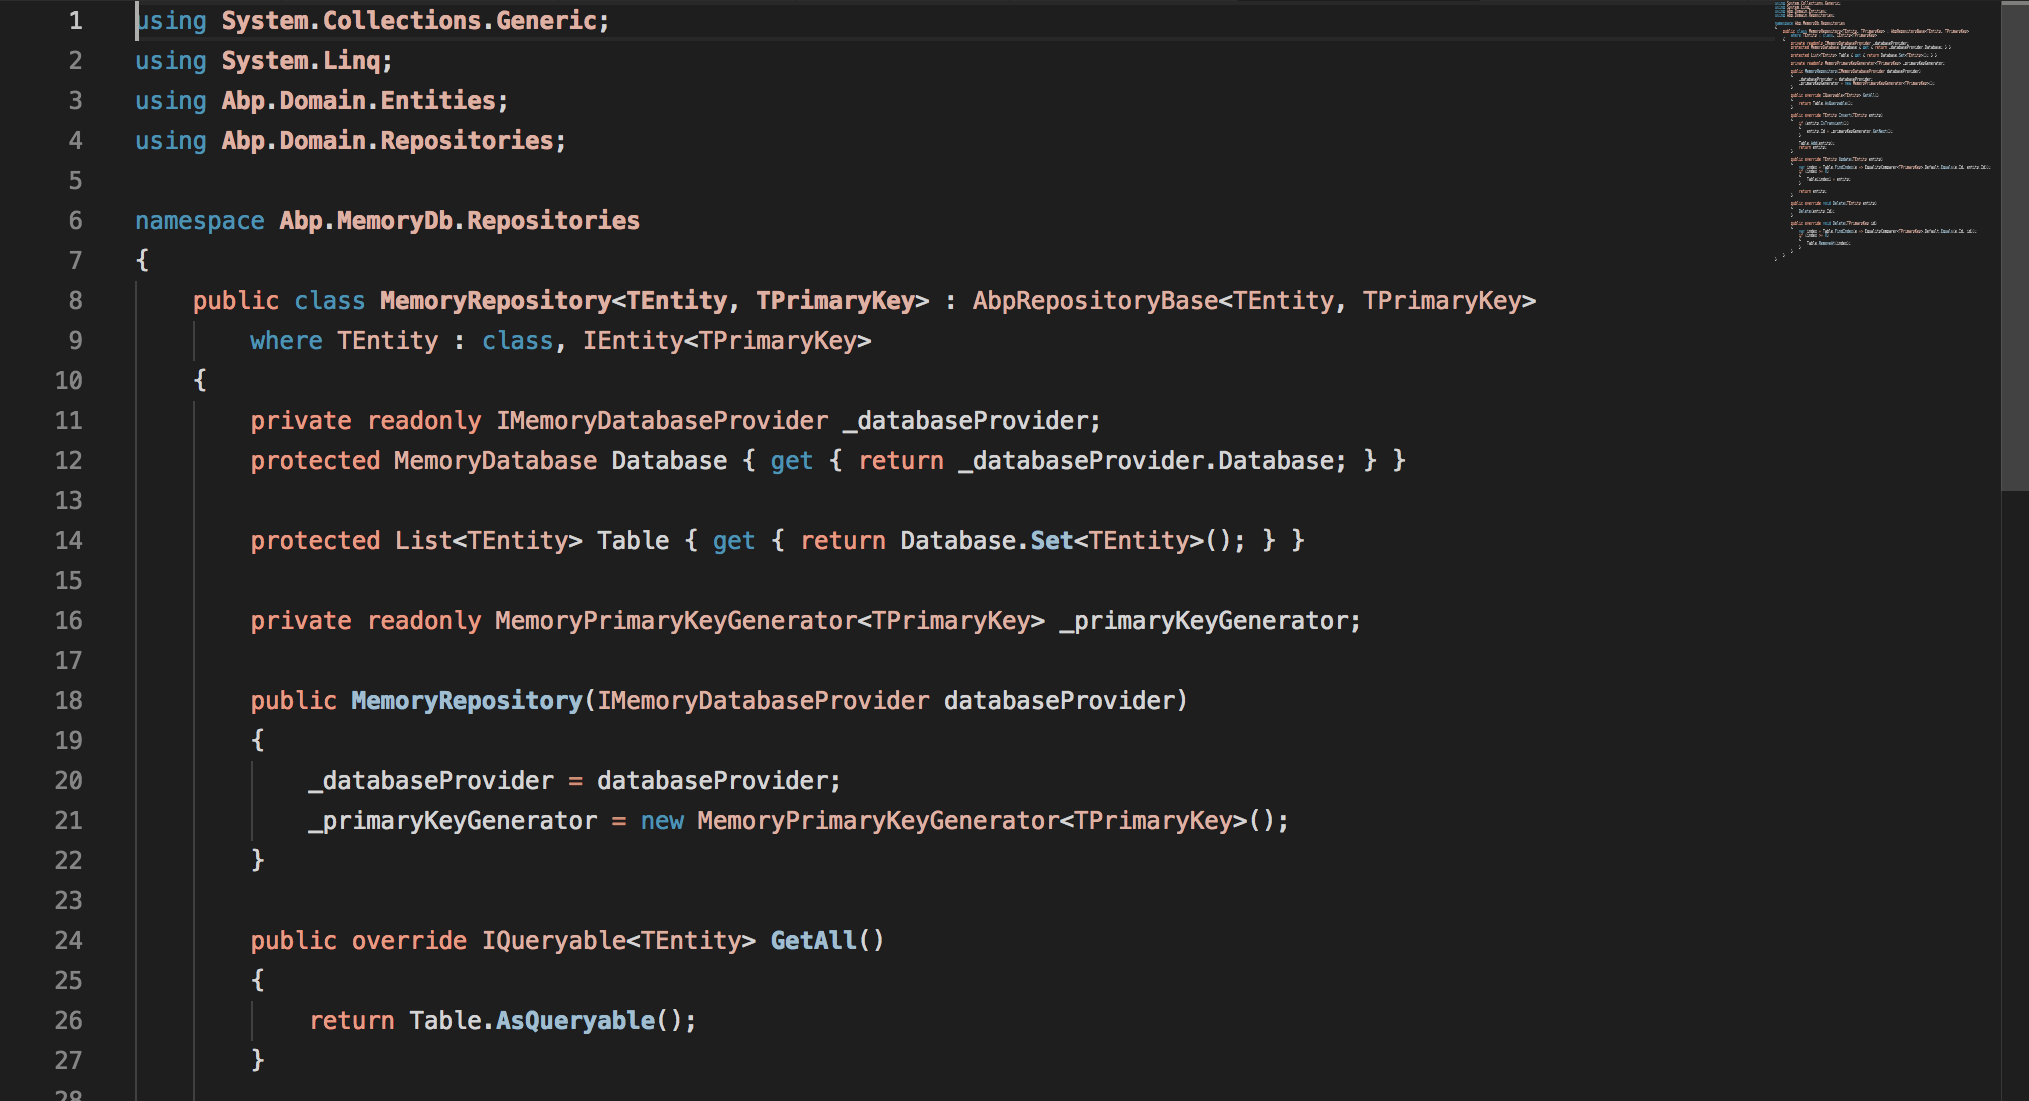 1 using System.Collections.Generic;
2 using System.Linq;
3 using Abp.Domain.Entities;
4 using Abp.Domain.Repositories;
5
6 namespace Abp.MemoryDb.Repositories
7 {
8     public class MemoryRepository<TEntity, TPrimaryKey> : AbpRepositoryBase<TEntity, TPrimaryKey>
9         where TEntity : class, IEntity<TPrimaryKey>
10     {
11         private readonly IMemoryDatabaseProvider _databaseProvider;
12         protected MemoryDatabase Database { get { return _databaseProvider.Database; } }
13
14         protected List<TEntity> Table { get { return Database.Set<TEntity>(); } }
15
16         private readonly MemoryPrimaryKeyGenerator<TPrimaryKey> _primaryKeyGenerator;
17
18         public MemoryRepository(IMemoryDatabaseProvider databaseProvider)
19         {
20             _databaseProvider = databaseProvider;
21             _primaryKeyGenerator = new MemoryPrimaryKeyGenerator<TPrimaryKey>();
22         }
23
24         public override IQueryable<TEntity> GetAll()
25         {
26             return Table.AsQueryable();
27         }
28